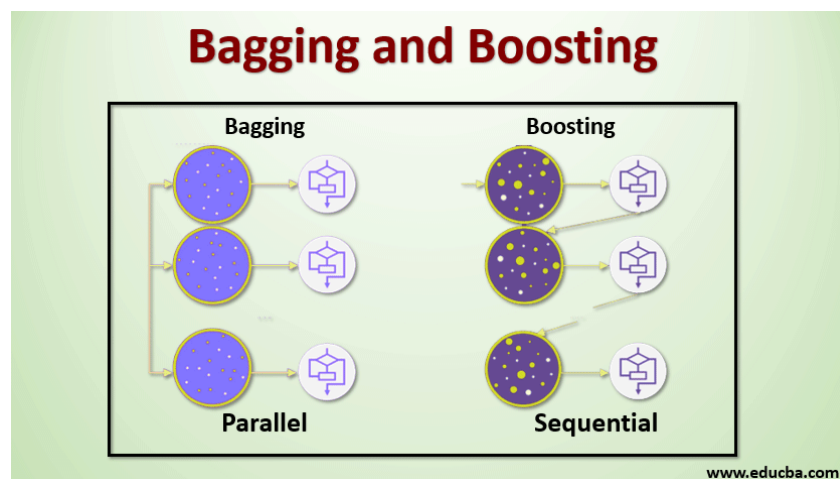 Bagging and Boosting
Bagging
Boosting
Parallel
Sequential
www.educba.com